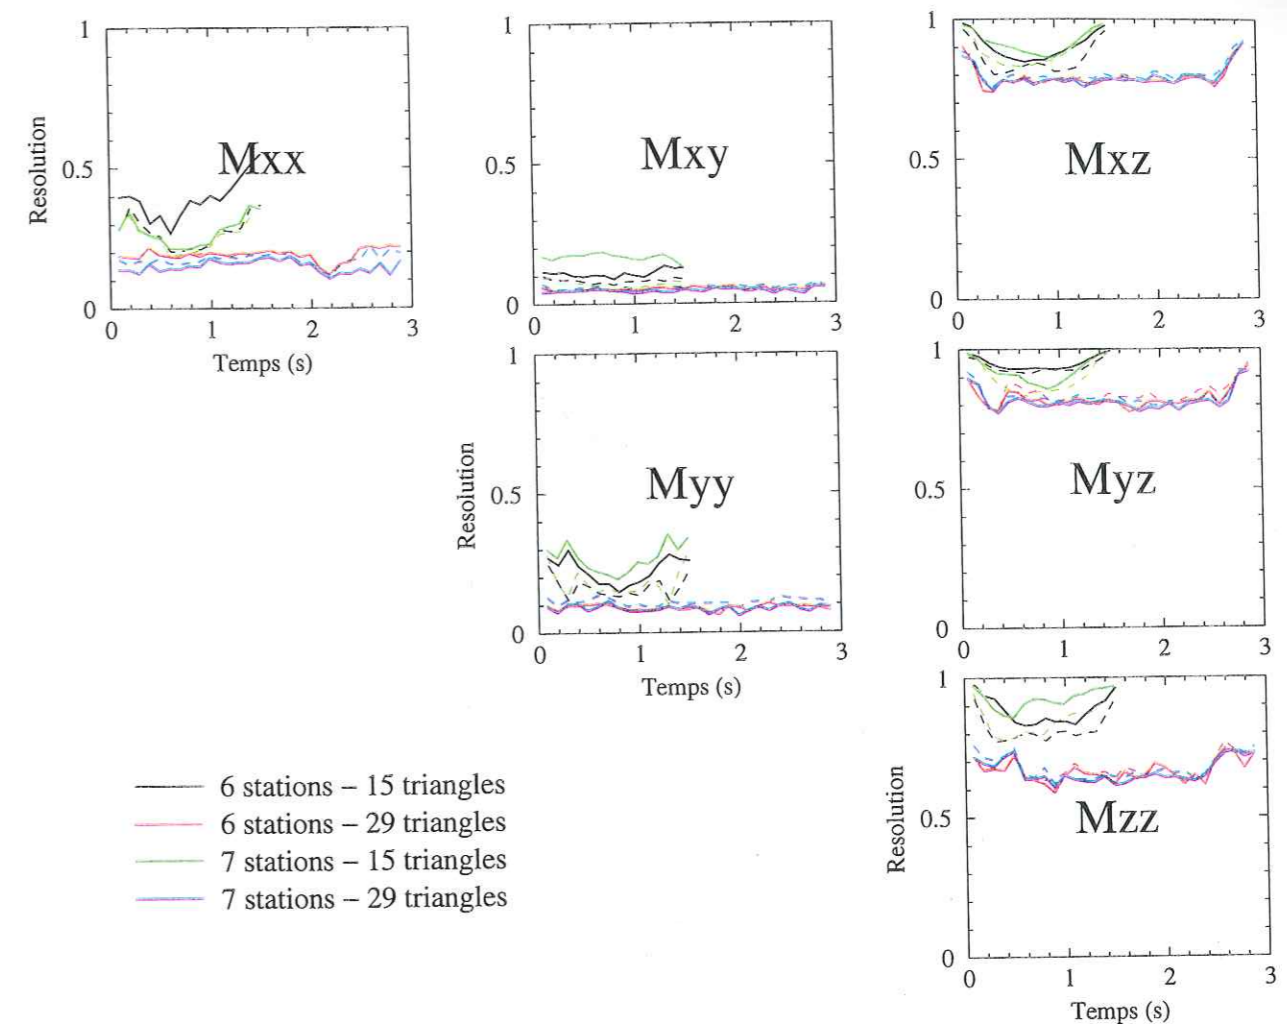 1
0.5
0
Resolution
Mxx
0
1
2
3
Temps (s)
1
0.5
0
Mxy
0
1
2
3
1
0.5
0
Mxz
0
1
2
3
1
0.5
0
Resolution
Myy
0
1
2
3
Temps (s)
1
0.5
0
Myz
0
1
2
3
1
0.5
0
Resolution
Mzz
0
1
2
3
Temps (s)
6 stations – 15 triangles
6 stations – 29 triangles
7 stations – 15 triangles
7 stations – 29 triangles